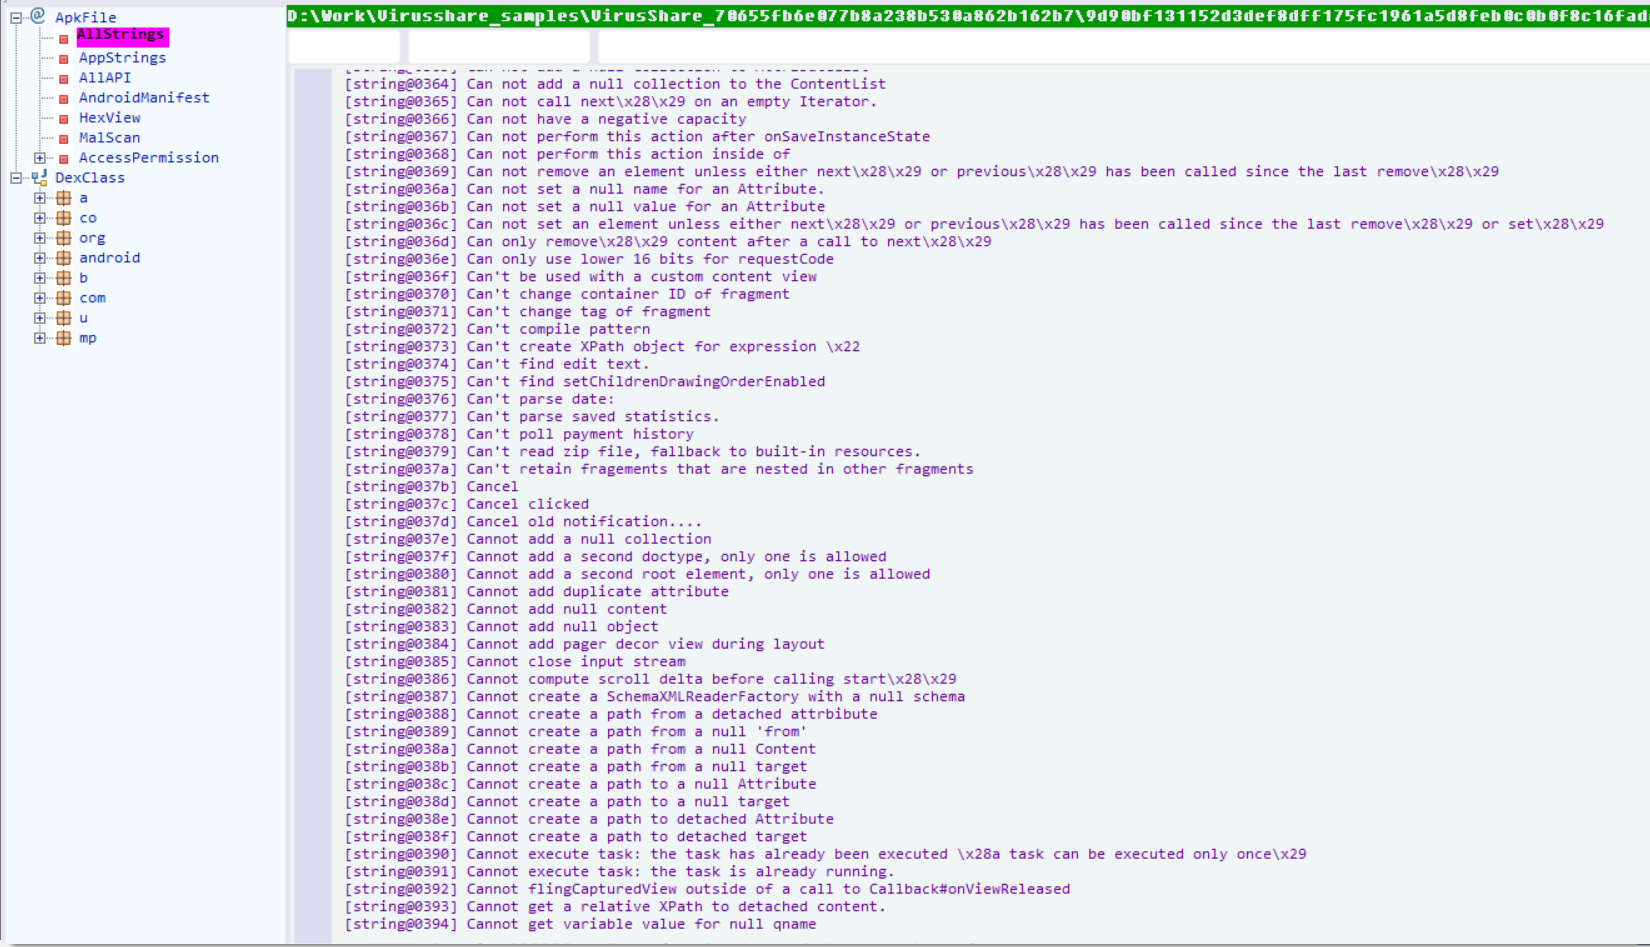 ApkFile
AllStrings
AppStrings
AllAPI
AndroidManifest
HexView
MalScan
AccessPermission
DexClass
a
co
org
android
b
com
u
mp
D:\Work\Virusshare_samples\VirusShare_70655fb6e077b8a238b530a862b162b7\9d90bf131152d3def8dff175fc1961a5d8feb0c0b0f8c16fad
[string@0364] Can not add a null collection to the ContentList
[string@0365] Can not call next\x28\x29 on an empty Iterator.
[string@0366] Can not have a negative capacity
[string@0367] Can not perform this action after onSaveInstanceState
[string@0368] Can not perform this action inside of
[string@0369] Can not remove an element unless either next\x28\x29 or previous\x28\x29 has been called since the last remove\x28\x29
[string@036a] Can not set a null name for an Attribute.
[string@036b] Can not set a null value for an Attribute
[string@036c] Can not set an element unless either next\x28\x29 or previous\x28\x29 has been called since the last remove\x28\x29 or set\x28\x29
[string@036d] Can only remove\x28\x29 content after a call to next\x28\x29
[string@036e] Can only use lower 16 bits for requestCode
[string@036f] Can't be used with a custom content view
[string@0370] Can't change container ID of fragment
[string@0371] Can't change tag of fragment
[string@0372] Can't compile pattern
[string@0373] Can't create XPath object for expression \x22
[string@0374] Can't find edit text.
[string@0375] Can't find setChildrenDrawingOrderEnabled
[string@0376] Can't parse date:
[string@0377] Can't parse saved statistics.
[string@0378] Can't poll payment history
[string@0379] Can't read zip file, fallback to built-in resources.
[string@037a] Can't retain fragements that are nested in other fragments
[string@037b] Cancel
[string@037c] Cancel clicked
[string@037d] Cancel old notification....
[string@037e] Cannot add a null collection
[string@037f] Cannot add a second doctype, only one is allowed
[string@0380] Cannot add a second root element, only one is allowed
[string@0381] Cannot add duplicate attribute
[string@0382] Cannot add null content
[string@0383] Cannot add null object
[string@0384] Cannot add pager decor view during layout
[string@0385] Cannot close input stream
[string@0386] Cannot compute scroll delta before calling start\x28\x29
[string@0387] Cannot create a SchemaXMLReaderFactory with a null schema
[string@0388] Cannot create a path from a detached attrbibute
[string@0389] Cannot create a path from a null 'from'
[string@038a] Cannot create a path from a null Content
[string@038b] Cannot create a path from a null target
[string@038c] Cannot create a path to a null Attribute
[string@038d] Cannot create a path to a null target
[string@038e] Cannot create a path to detached Attribute
[string@038f] Cannot create a path to detached target
[string@0390] Cannot execute task: the task has already been executed \x28a task can be executed only once\x29
[string@0391] Cannot execute task: the task is already running.
[string@0392] Cannot flingCapturedView outside of a call to Callback#onViewReleased
[string@0393] Cannot get a relative XPath to detached content.
[string@0394] Cannot get variable value for null qname